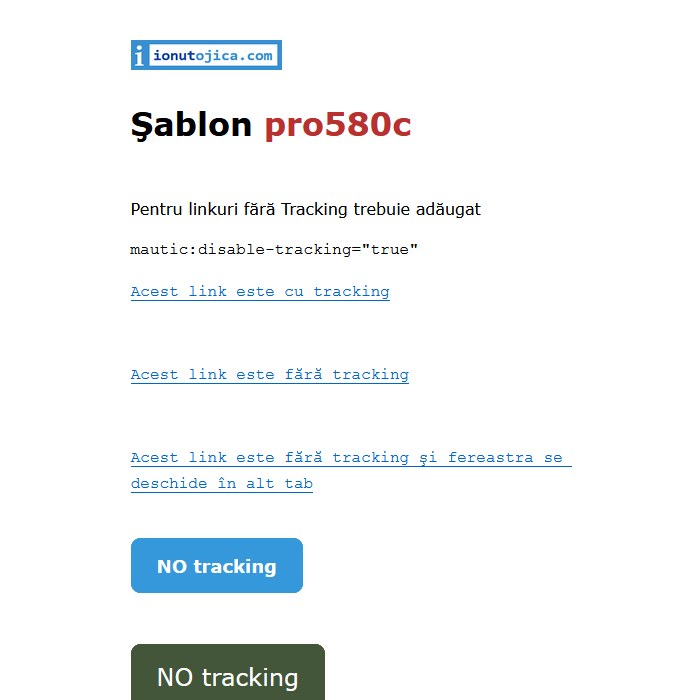 i ionutojica.com
Şablon pro580c
Pentru linkuri fără Tracking trebuie adăugat
mautic:disable-tracking="true"
Acest link este cu tracking
Acest link este fără tracking
Acest link este fără tracking şi fereastra se
deschide în alt tab
NO tracking
NO tracking